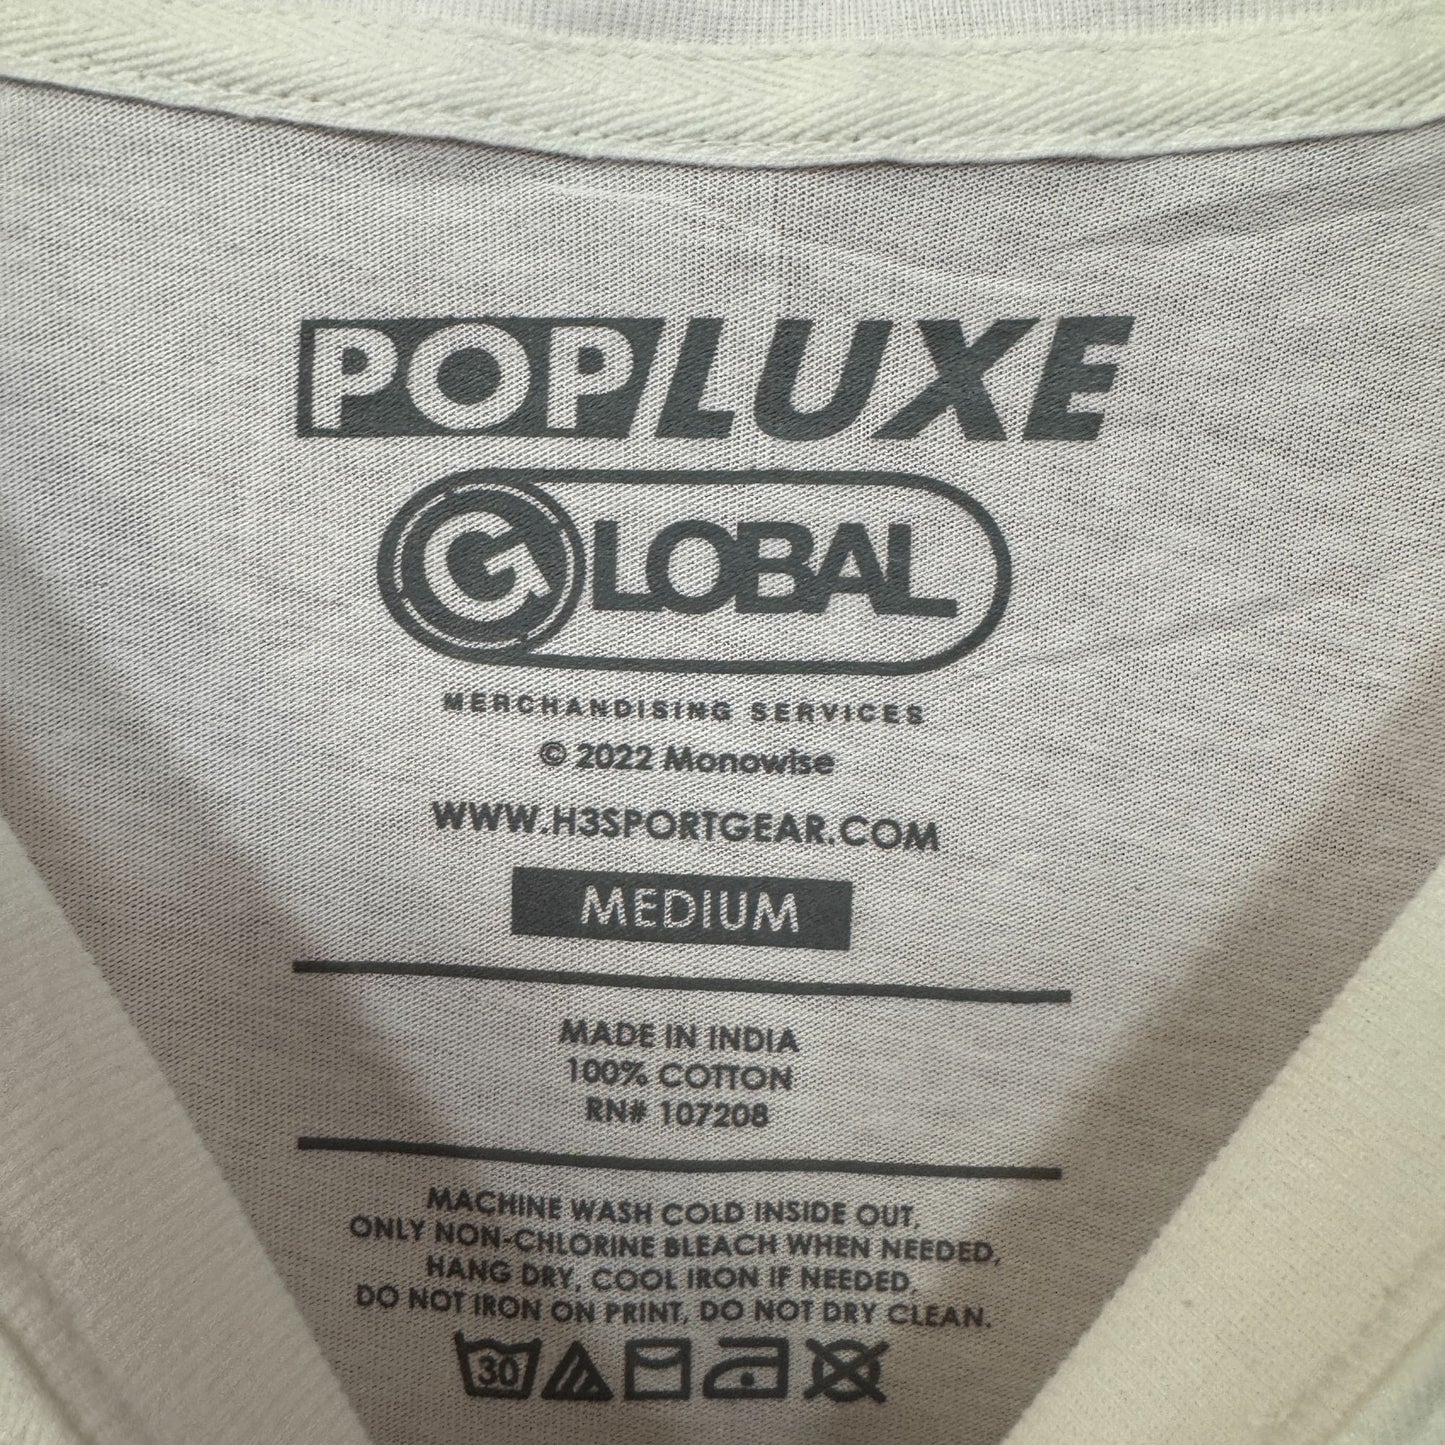 POPLUXE
GLOBAL
MERCHANDISING SERVICES
© 2022 Monowise
WWW.H3SPORTGEAR.COM
MEDIUM
MADE IN INDIA
100% COTTON
RN# 107208
MACHINE WASH COLD INSIDE OUT,
ONLY NON-CHLORINE BLEACH WHEN NEEDED,
HANG DRY, COOL IRON IF NEEDED,
DO NOT IRON ON PRINT, DO NOT DRY CLEAN.
30